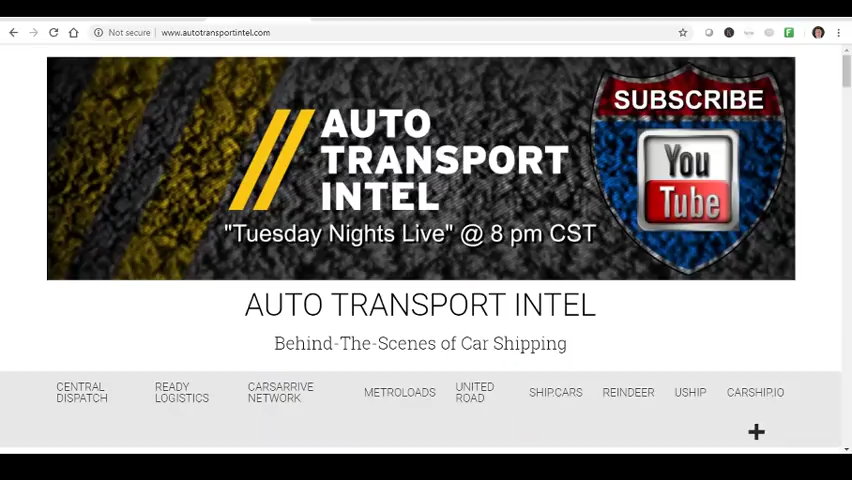 Not secure | www.autotransportintel.com
SUBSCRIBE
You
Tube
AUTO
TRANSPORT
INTEL
"Tuesday Nights Live" @ 8 pm CST
AUTO TRANSPORT INTEL
Behind-The-Scenes of Car Shipping
CENTRAL DISPATCH
READY LOGISTICS
CARSARRIVE NETWORK
METROLOADS
UNITED ROAD
SHIP.CARS
REINDEER
USHIP
CARSHIP.IO